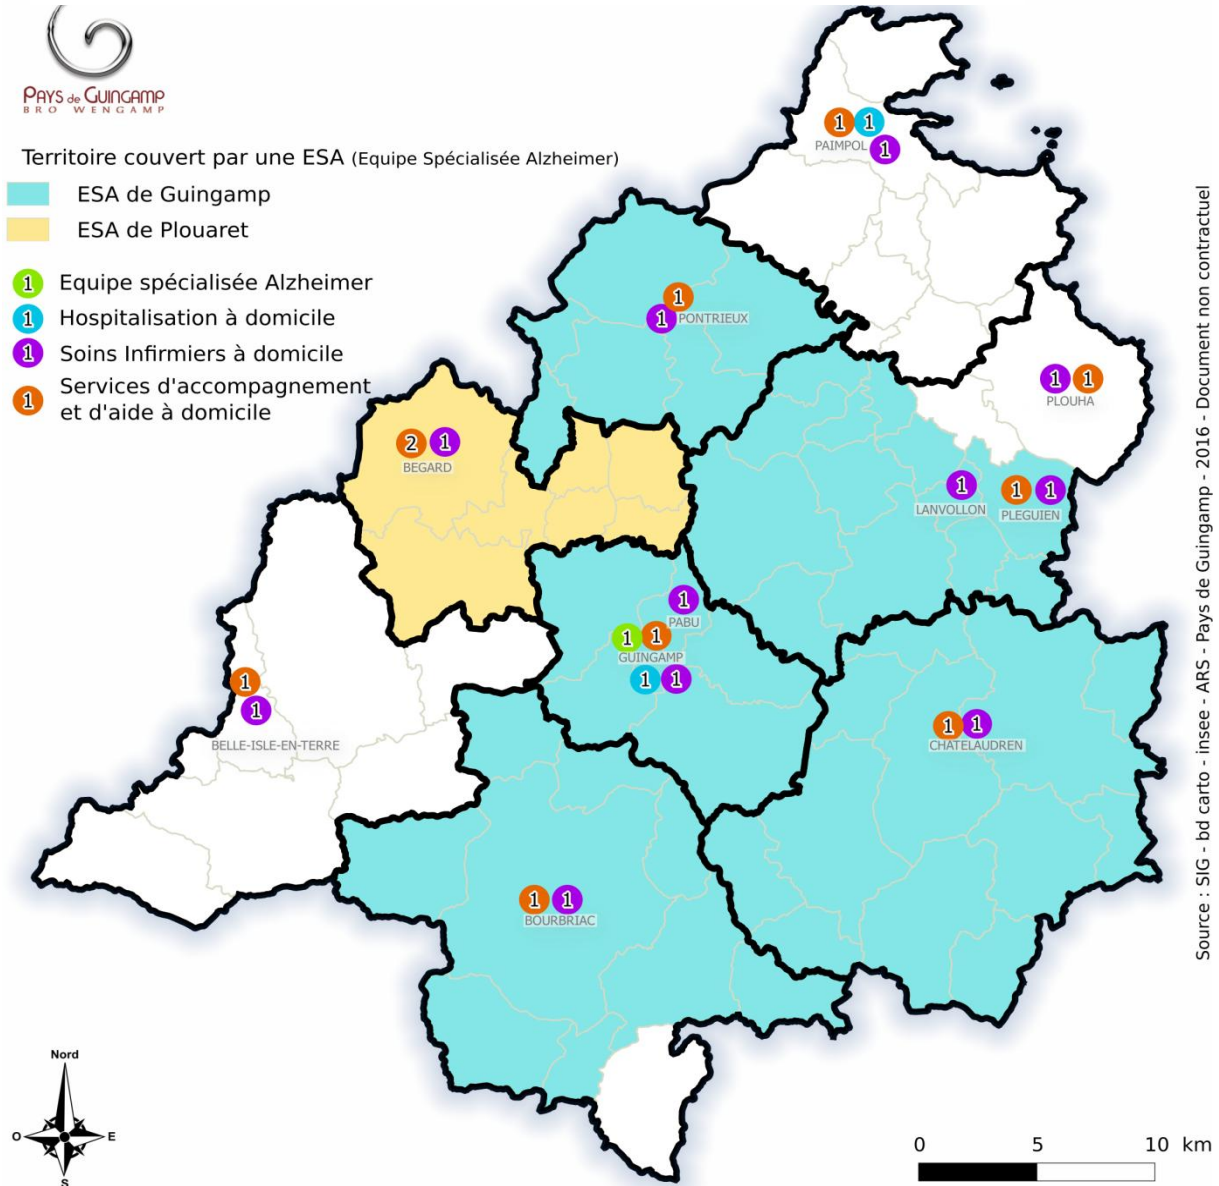 PAYS de GUINGAMP
BRO WENGAMP
Territoire couvert par une ESA (Equipe Spécialisée Alzheimer)
ESA de Guingamp
ESA de Plouaret
1 Equipe spécialisée Alzheimer
1 Hospitalisation à domicile
1 Soins Infirmiers à domicile
1 Services d'accompagnement
et d'aide à domicile
1 1
PAIMPOL 1
1
1 PONTRIEUX
1 1
PLOUHA
2 1
BEGARD
1
LANVOLLON
1 1
PLEGUIEN
1
PABU
1 1
GUINGAMP
1 1
1
1
BELLE-ISLE-EN-TERRE
1 1
CHATELAUDREN
1 1
BOURBRIAC
Nord
O E
S
0 5 10 km
Source : SIG - bd carto - insee - ARS - Pays de Guingamp - 2016 - Document non contractuel